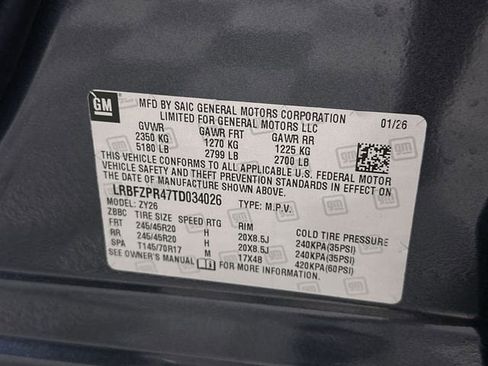 GM
MFD BY SAIC GENERAL MOTORS CORPORATION
LIMITED FOR GENERAL MOTORS LLC
01/26
GVWR GAWR FRT GAWR RR
2350 KG 1270 KG 1225 KG
5180 LB 2799 LB 2700 LB
THIS VEHICLE CONFORMS TO ALL APPLICABLE U.S. FEDERAL MOTOR
VEHICLE SAFETY AND THEFT PREVENTION STANDARDS IN EFFECT ON
THE DATE OF MANUFACTURE SHOWN ABOVE.
LRBFZPR47TD034026 TYPE: M.P.V.
MODEL: ZY26
ZBBC TIRE SIZE SPEED RTG RIM COLD TIRE PRESSURE
FRT 245/45R20 H 20X8.5J 240KPA(35PSI)
RR 245/45R20 H 20X8.5J 240KPA(35PSI)
SPA T145/70R17 M 17X4B 420KPA(60PSI)
SEE OWNER'S MANUAL FOR MORE INFORMATION